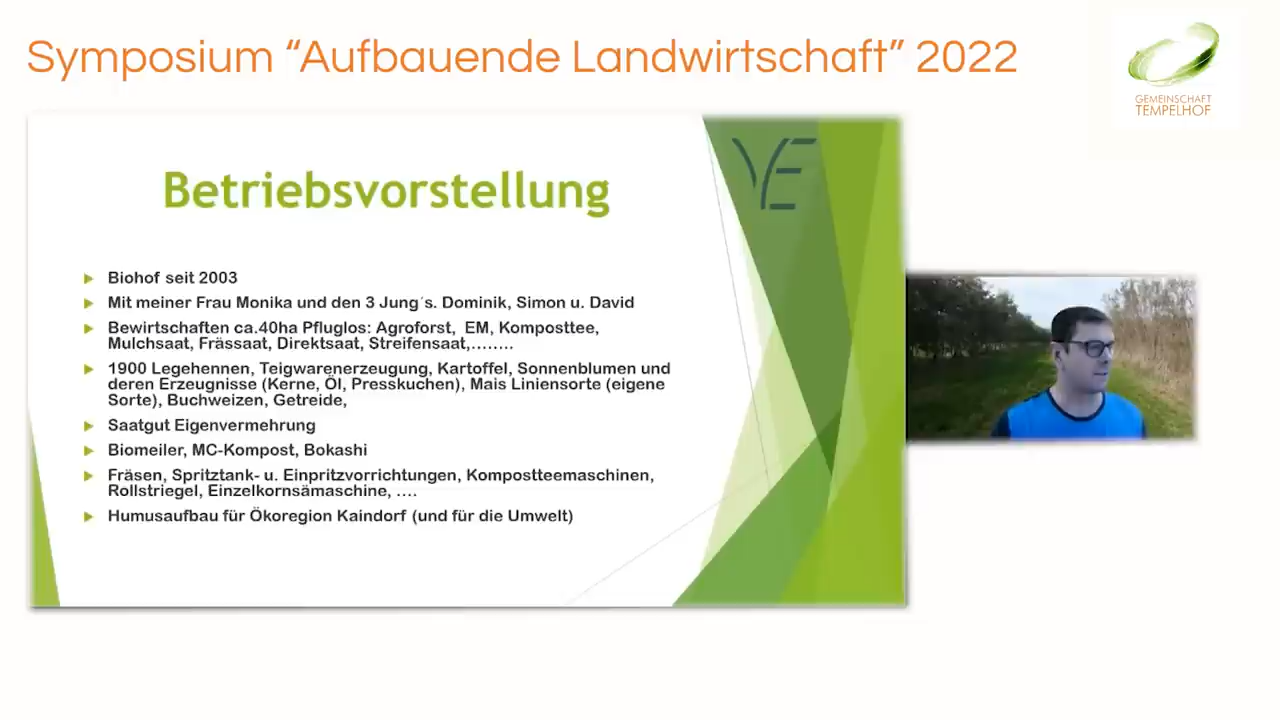 Symposium “Aufbauende Landwirtschaft” 2022
GEMEINSCHAFT
TEMPELHOF
VE
Betriebsvorstellung
Biohof seit 2003
Mit meiner Frau Monika und den 3 Jung´s. Dominik, Simon u. David
Bewirtschaften ca.40ha Pfluglos: Agroforst, EM, Komposttee,
Mulchsaat, Frässaat, Direktsaat, Streifensaat,........
1900 Legehennen, Teigwarenerzeugung, Kartoffel, Sonnenblumen und
deren Erzeugnisse (Kerne, Öl, Presskuchen), Mais Liniensorte (eigene
Sorte), Buchweizen, Getreide,
Saatgut Eigenvermehrung
Biomeiler, MC-Kompost, Bokashi
Fräsen, Spritztank- u. Einpritzvorrichtungen, Kompostteemaschinen,
Rollstriegel, Einzelkornsämaschine, ....
Humusaufbau für Ökoregion Kaindorf (und für die Umwelt)